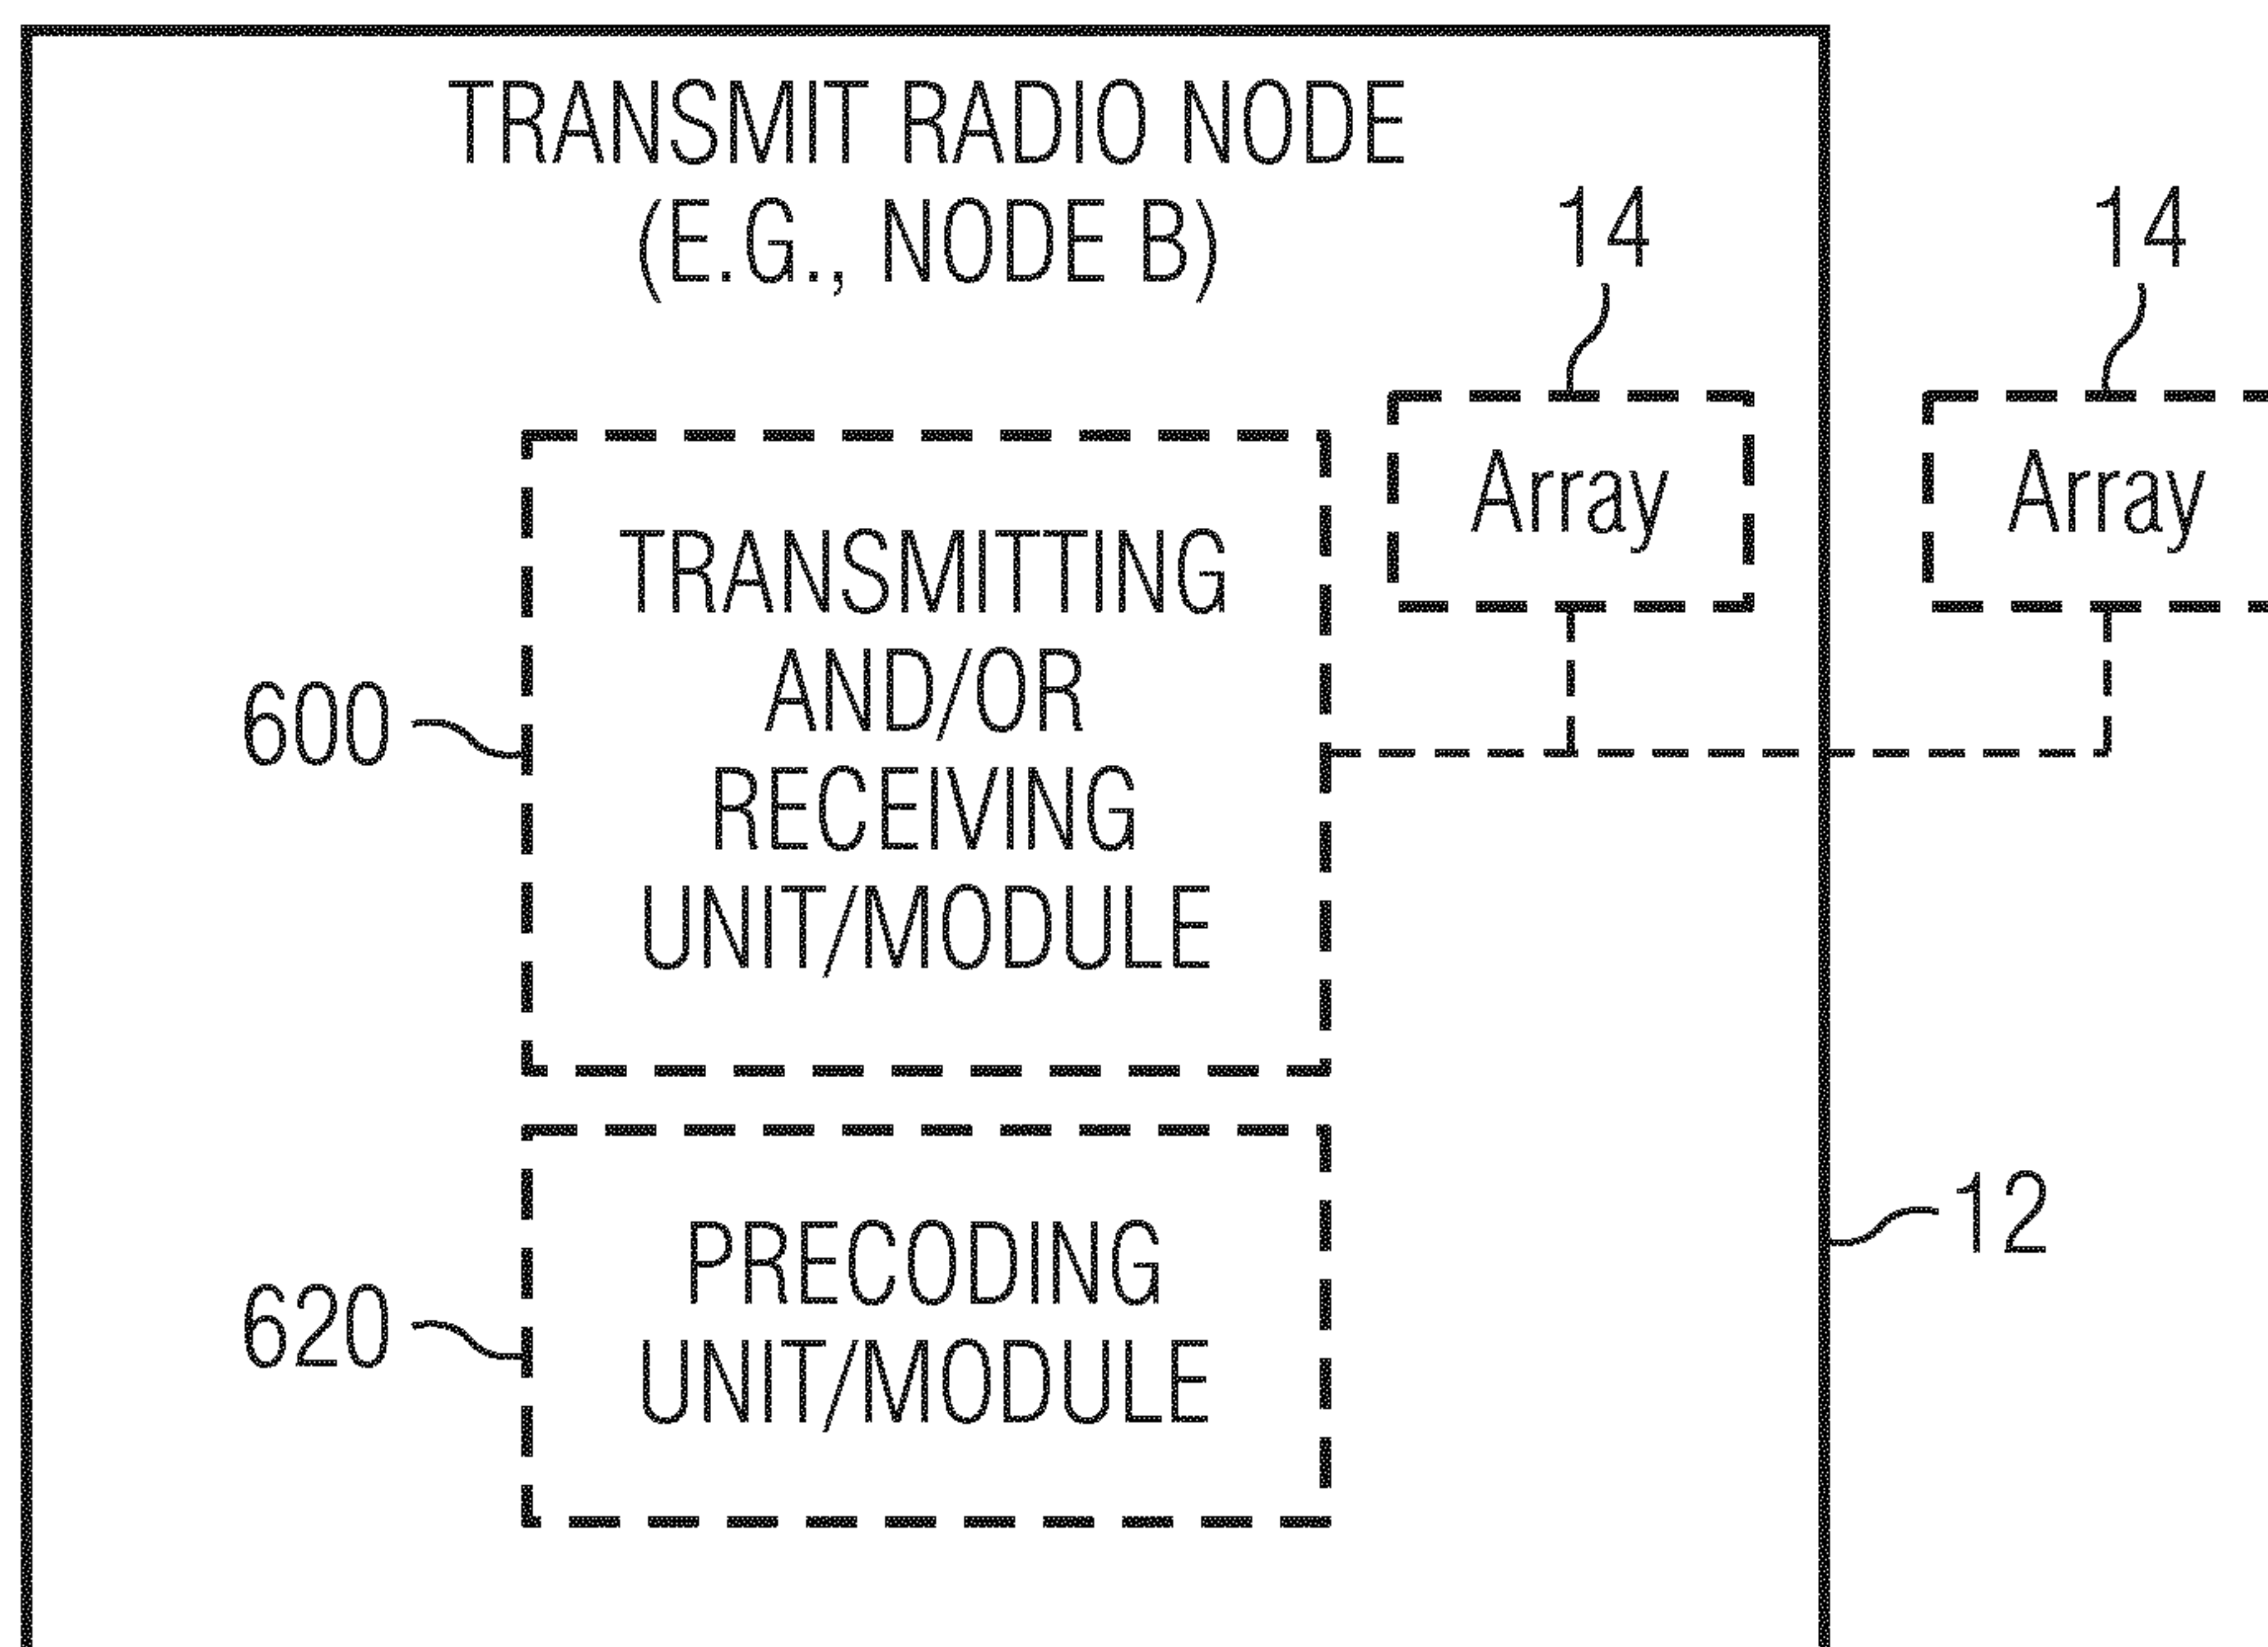 TRANSMIT RADIO NODE
(E.G., NODE B)
14
14
Array
Array
TRANSMITTING
AND/OR
RECEIVING
UNIT/MODULE
600
PRECODING
UNIT/MODULE
620
12